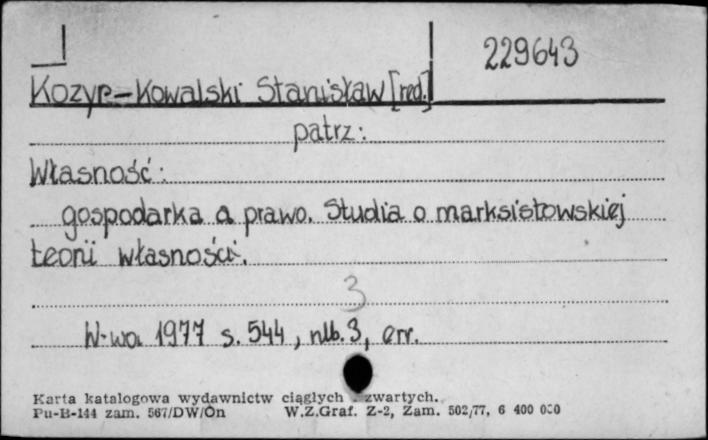 229643
Kozyr-Kowalski Stanisław [red.]
patrz:
Własność:
gospodarka a prawo. Studia o marksistowskiej
teorii własności.
3
W-wa 1977 s. 544, nlb. 3, err.
Karta katalogowa wydawnictw ciągłych . zwartych.
Pu-B-144 zam. 567/DW/On W.Z.Graf. Z-2, Zam. 502/77, 6 400 000